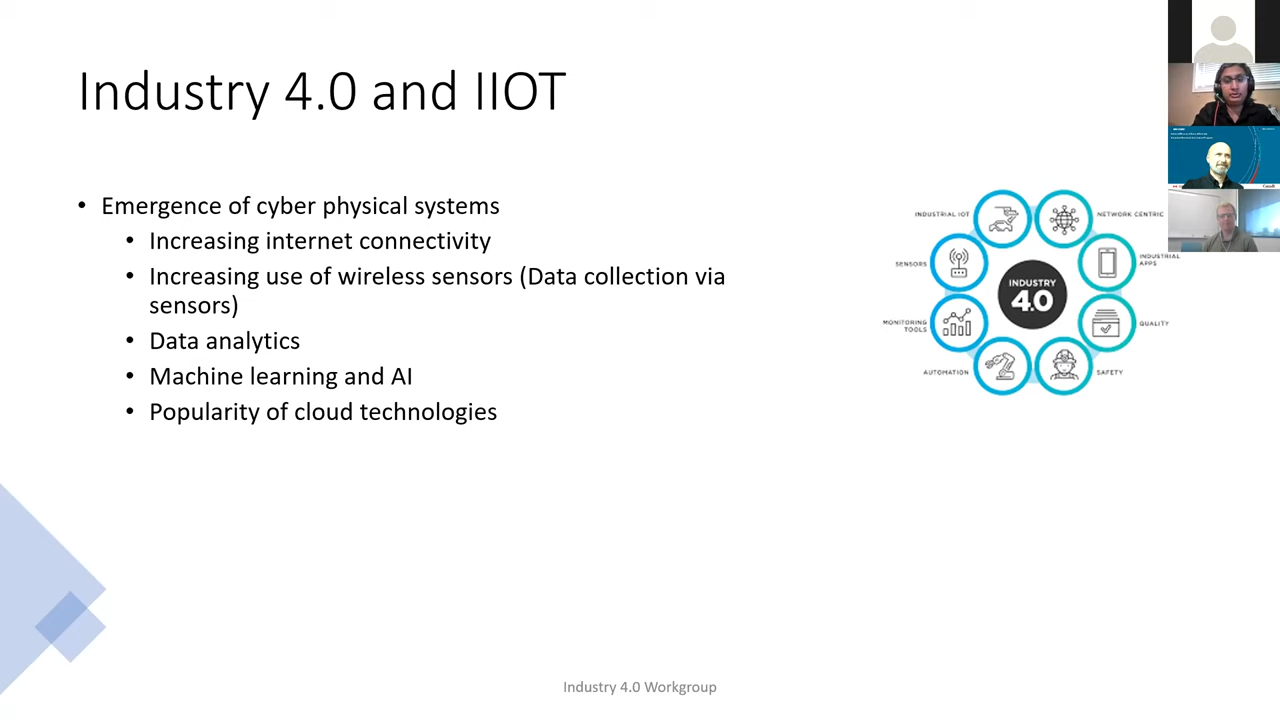 Industry 4.0 and IIOT
• Emergence of cyber physical systems
• Increasing internet connectivity
• Increasing use of wireless sensors (Data collection via
sensors)
• Data analytics
• Machine learning and AI
• Popularity of cloud technologies
INDUSTRIAL IOT
NETWORK CENTRIC
SENSORS
INDUSTRIAL
APPS
INDUSTRY
4.0
MONITORING
TOOLS
QUALITY
AUTOMATION
SAFETY
Industry 4.0 Workgroup